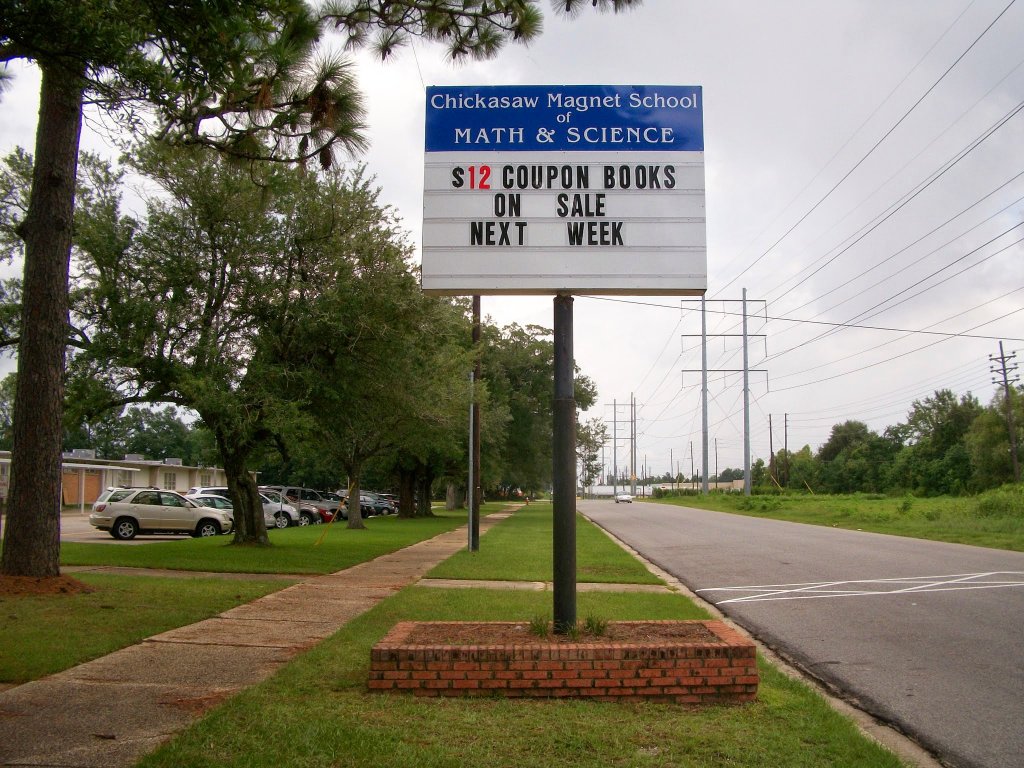 Chickasaw Magnet School
of
MATH & SCIENCE
$12 COUPON BOOKS
ON SALE
NEXT WEEK